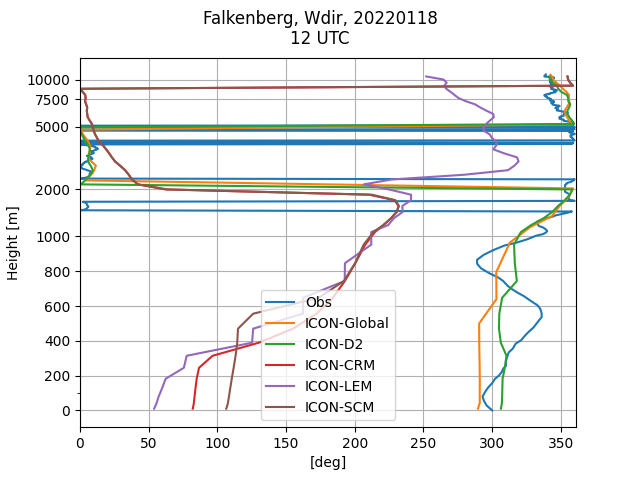 Falkenberg, Wdir, 20220118
12 UTC
10000
7500
5000
2000
1000
800
600
400
200
0
Height [m]
Obs
ICON-Global
ICON-D2
ICON-CRM
ICON-LEM
ICON-SCM
0 50 100 150 200 250 300 350
[deg]